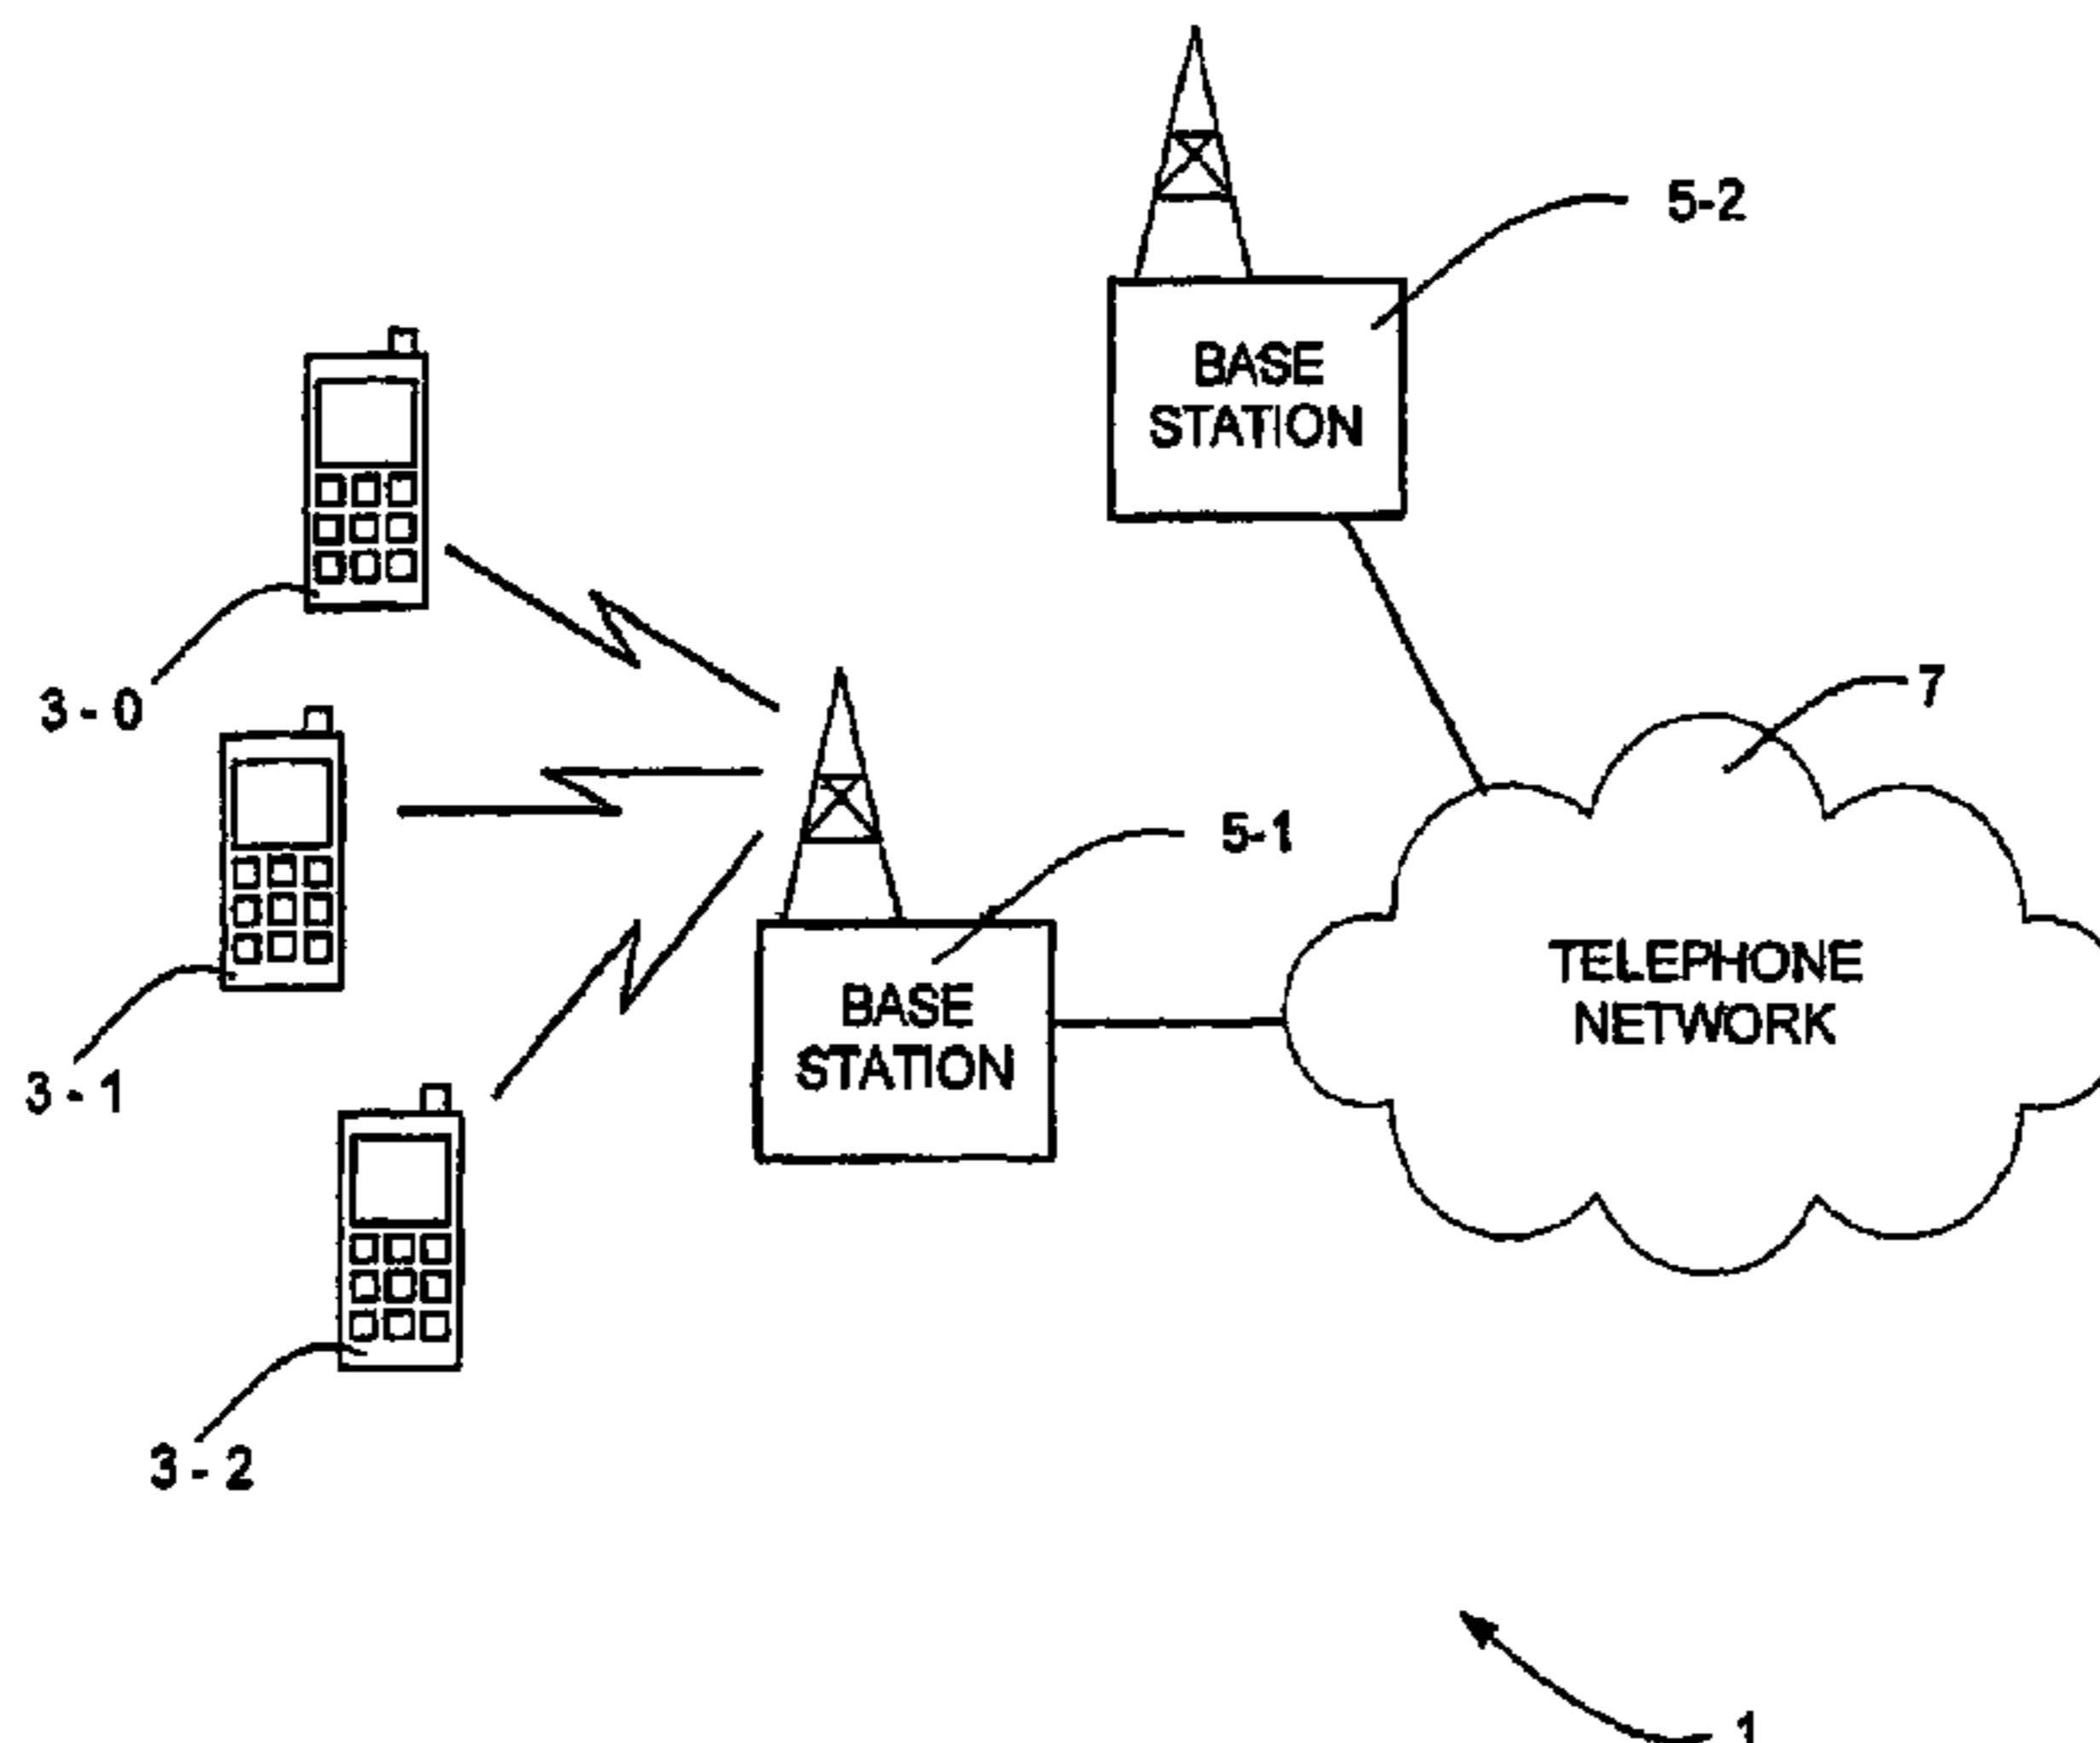 5-2
BASE
STATION
3-0
7
5-1
TELEPHONE
NETWORK
BASE
STATION
3-1
3-2
1